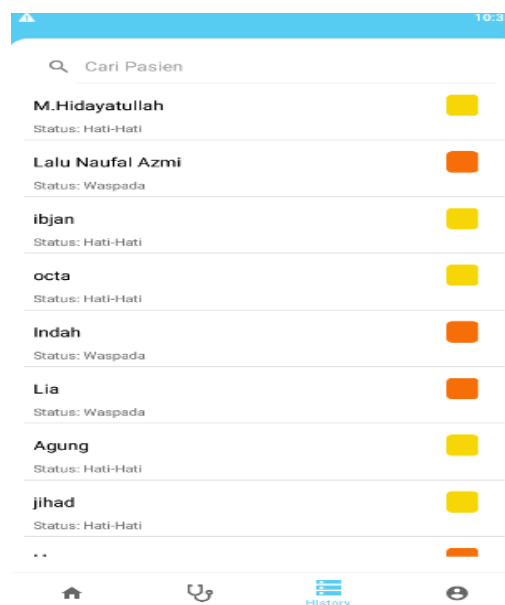 10:3
Cari Pasien
M.Hidayatullah
Status: Hati-Hati
Lalu Naufal Azmi
Status: Waspada
ibjan
Status: Hati-Hati
octa
Status: Hati-Hati
Indah
Status: Waspada
Lia
Status: Waspada
Agung
Status: Hati-Hati
jihad
Status: Hati-Hati
History